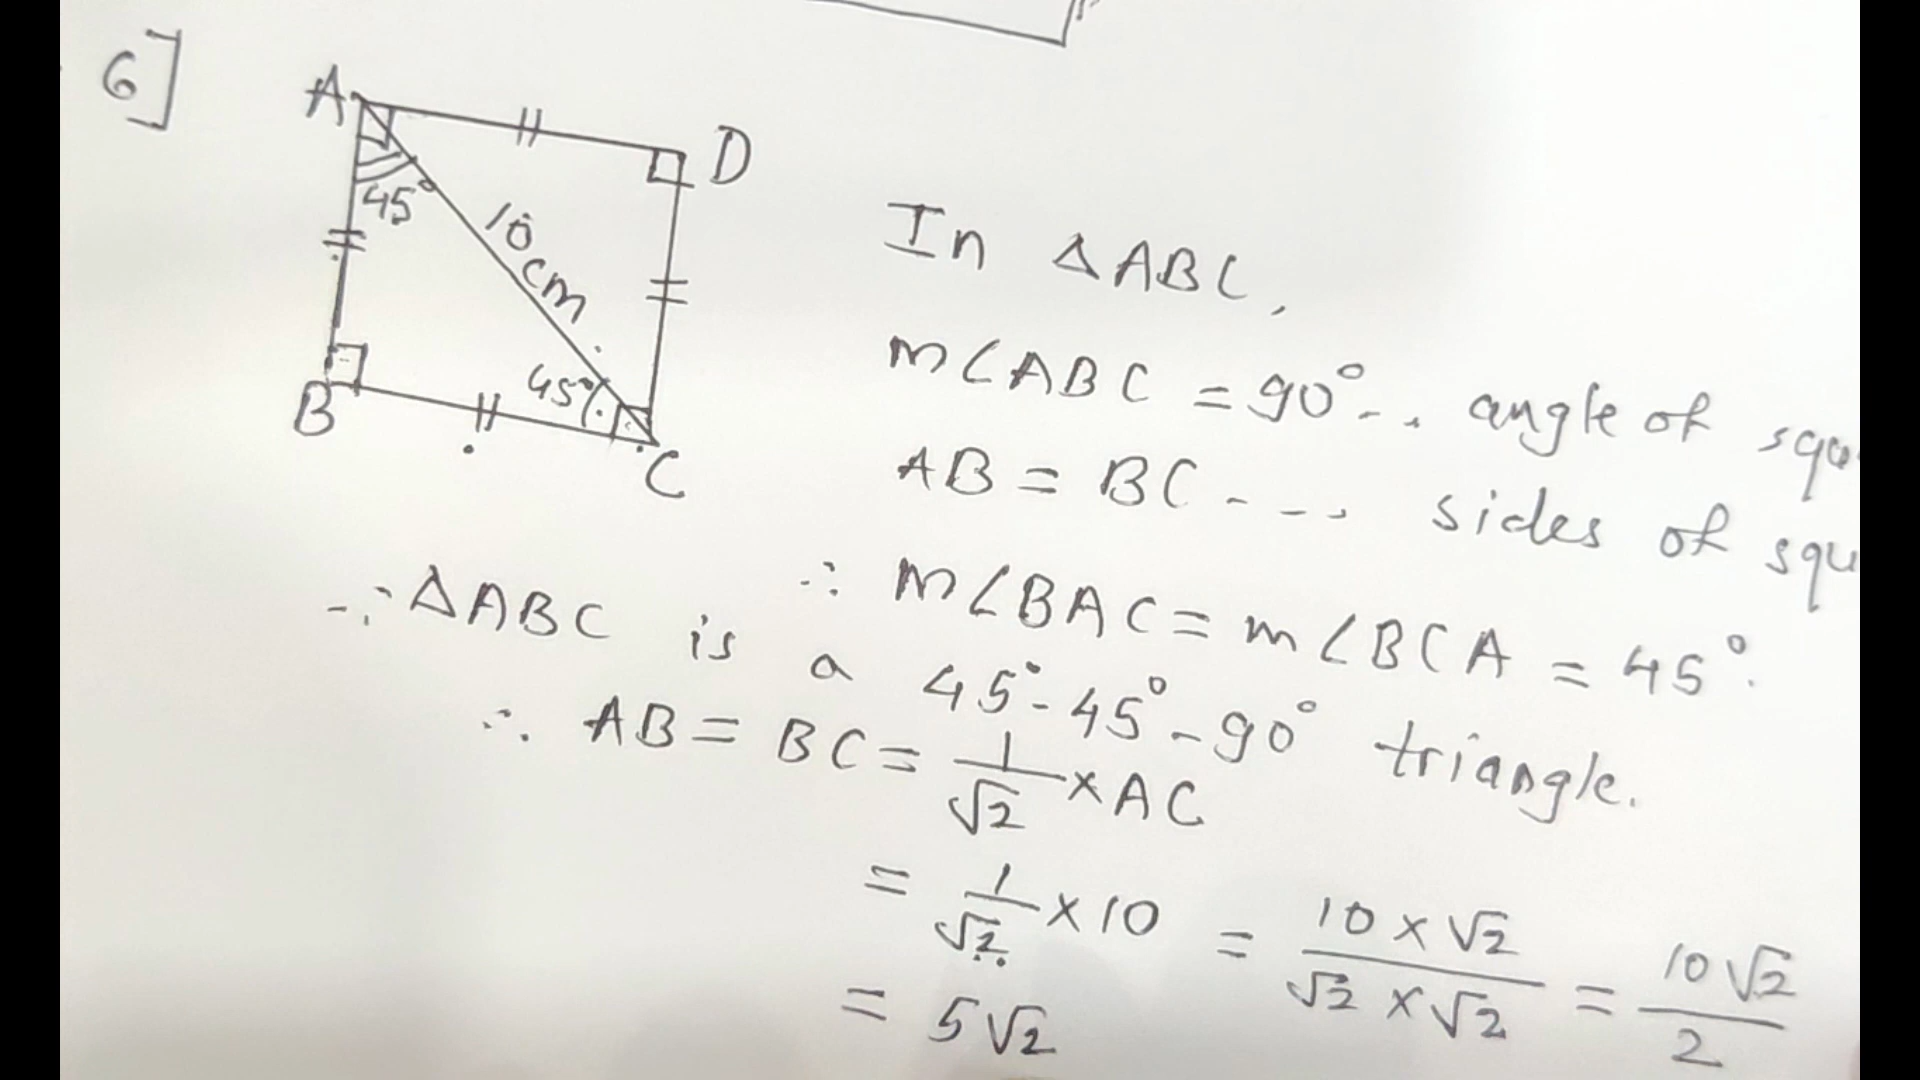 6]
A
D
45°
10 cm
45°
B
C
In △ABC,
m∠ABC = 90° -.. angle of
AB = BC - - - . sides of
∴ m∠BAC = m∠BCA = 45°.
∴ △ABC is a 45°-45°-90° triangle.
∴ AB = BC = 1/√2 × AC
= 1/√2 × 10 = 10 × √2 / √2 × √2 = 10√2 / 2
= 5√2